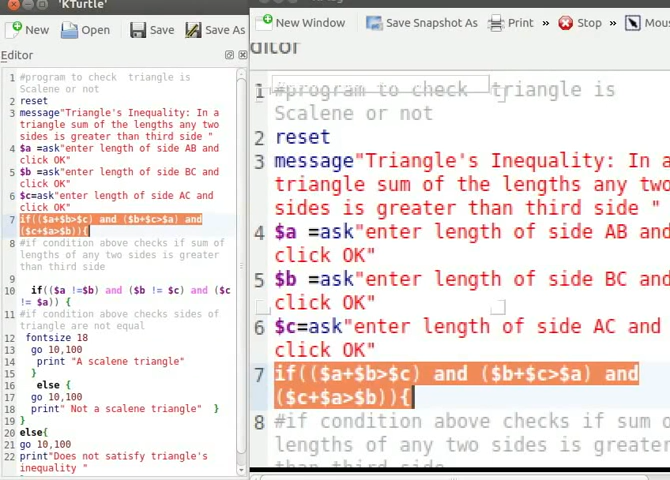 'KTurtle'
New
Open
Save
Save As
Editor
1 #program to check triangle is
Scalene or not
2 reset
3 message"Triangle's Inequality: In a
triangle sum of the lengths any two
sides is greater than third side "
4 $a =ask"enter length of side AB and
click OK"
5 $b =ask"enter length of side BC and
click OK"
6 $c=ask"enter length of side AC and
click OK"
7 if(($a+$b>$c) and ($b+$c>$a) and
($c+$a>$b)){
8 #if condition above checks if sum of
lengths of any two sides is greater
than third side
9
10 if(($a !=$b) and ($b != $c) and ($c
!= $a)) {
11 #if condition above checks sides of
triangle are not equal
12 fontsize 18
13 go 10,100
14 print "A scalene triangle"
15 }
16 else {
17 go 10,100
18 print" Not a scalene triangle" }
19 }
20 else{
21 go 10,100
22 print"Does not satisfy triangle's
inequality "
New Window
Save Snapshot As
Print »
Stop »
Mou
ditor
1 #program to check triangle is
Scalene or not
2 reset
3 message"Triangle's Inequality: In a
triangle sum of the lengths any two
sides is greater than third side "
4 $a =ask"enter length of side AB and
click OK"
5 $b =ask"enter length of side BC and
click OK"
6 $c=ask"enter length of side AC and
click OK"
7 if(($a+$b>$c) and ($b+$c>$a) and
($c+$a>$b)){
8 #if condition above checks if sum o
lengths of any two sides is greater
than third side